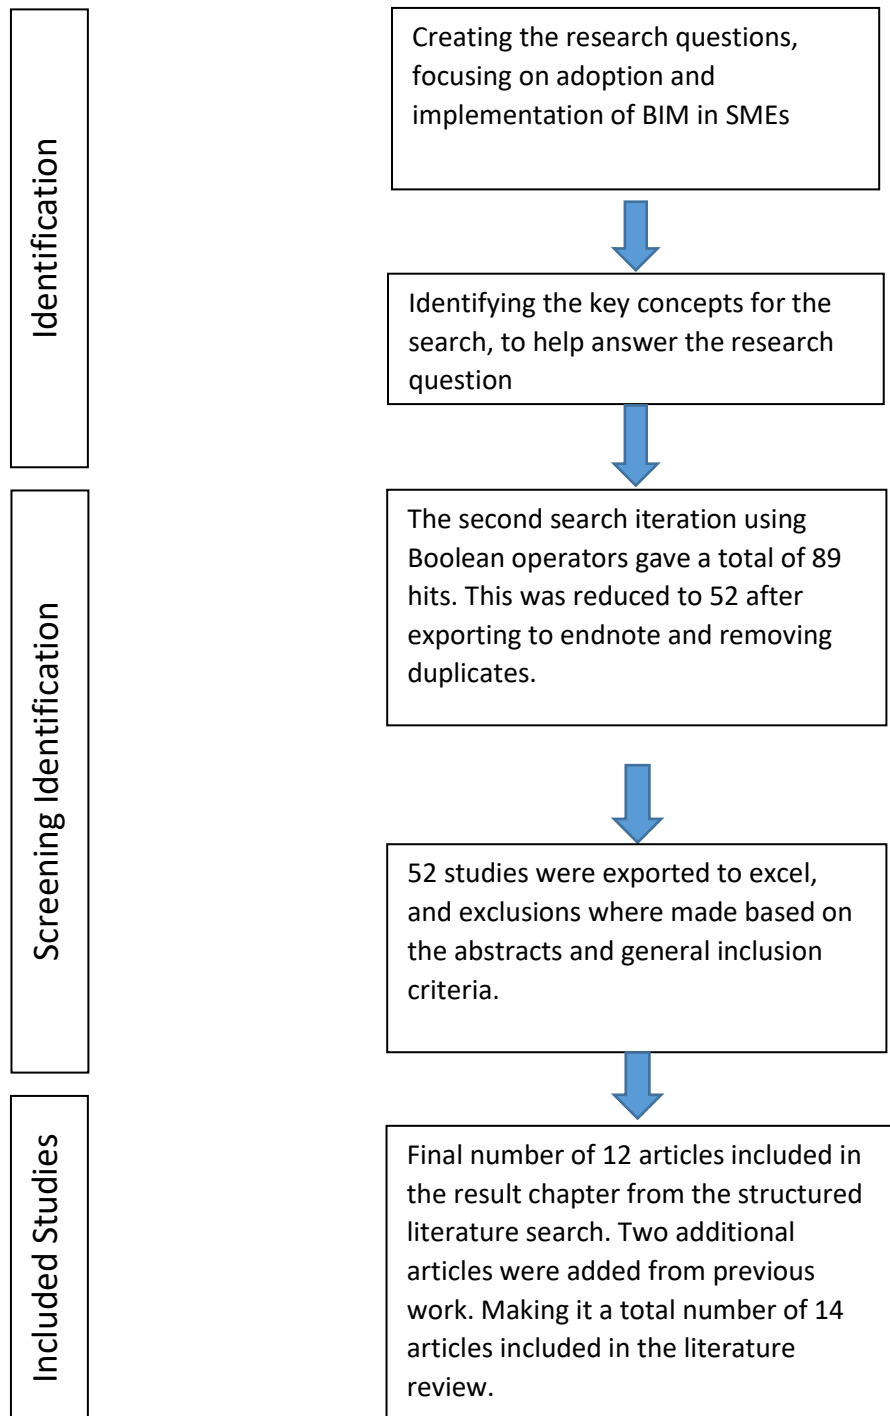 Identification
Creating the research questions,
focusing on adoption and
implementation of BIM in SMEs
Identifying the key concepts for the
search, to help answer the research
question
Screening Identification
The second search iteration using
Boolean operators gave a total of 89
hits. This was reduced to 52 after
exporting to endnote and removing
duplicates.
52 studies were exported to excel,
and exclusions where made based on
the abstracts and general inclusion
criteria.
Included Studies
Final number of 12 articles included in
the result chapter from the structured
literature search. Two additional
articles were added from previous
work. Making it a total number of 14
articles included in the literature
review.